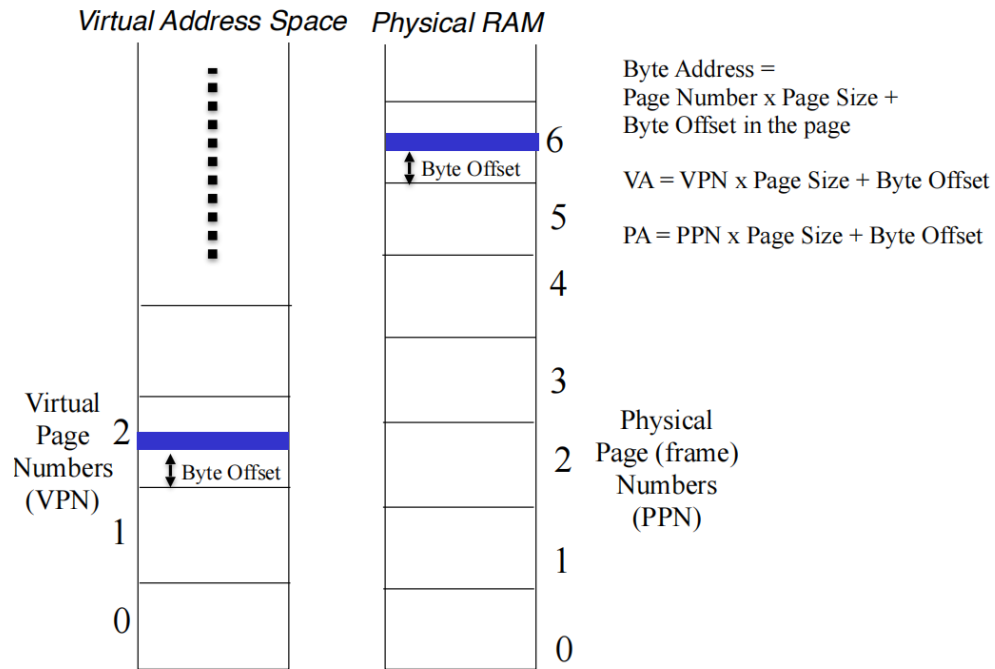 Virtual Address Space
Physical RAM
Byte Address =
Page Number x Page Size +
Byte Offset in the page
VA = VPN x Page Size + Byte Offset
PA = PPN x Page Size + Byte Offset
6
Byte Offset
5
4
3
2
1
0
Physical
Page (frame)
Numbers
(PPN)
Virtual
Page
Numbers
(VPN)
2
Byte Offset
1
0